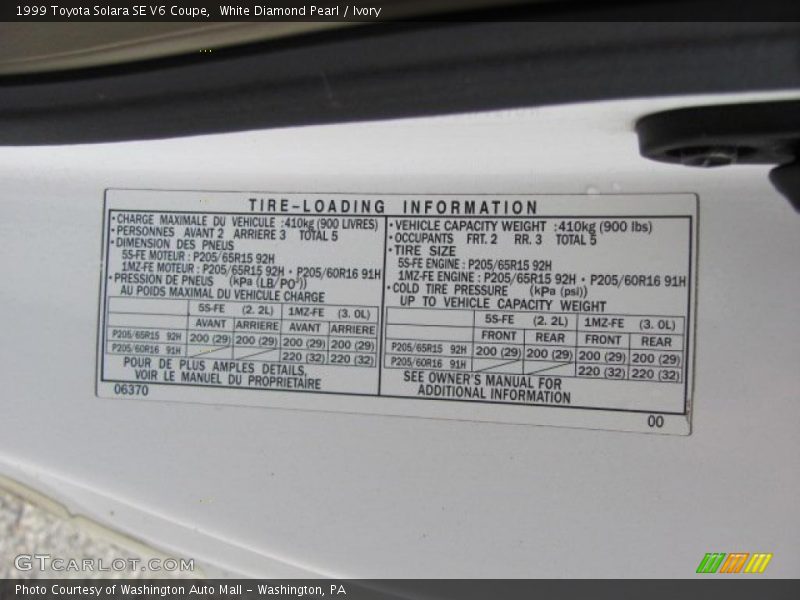 1999 Toyota Solara SE V6 Coupe, White Diamond Pearl / Ivory
TIRE-LOADING INFORMATION
•CHARGE MAXIMALE DU VEHICULE :410kg (900 LIVRES)
•PERSONNES AVANT 2 ARRIERE 3 TOTAL 5
•DIMENSION DES PNEUS
5S-FE MOTEUR : P205/65R15 92H
1MZ-FE MOTEUR : P205/65R15 92H • P205/60R16 91H
•PRESSION DE PNEUS (kPa (LB/PO²))
AU POIDS MAXIMAL DU VEHICULE CHARGE
5S-FE (2. 2L) 1MZ-FE (3. 0L)
AVANT ARRIERE AVANT ARRIERE
P205/65R15 92H 200 (29) 200 (29) 200 (29) 200 (29)
P205/60R16 91H 220 (32) 220 (32)
POUR DE PLUS AMPLES DETAILS,
VOIR LE MANUEL DU PROPRIETAIRE
06370
•VEHICLE CAPACITY WEIGHT :410kg (900 lbs)
•OCCUPANTS FRT. 2 RR. 3 TOTAL 5
•TIRE SIZE
5S-FE ENGINE : P205/65R15 92H
1MZ-FE ENGINE : P205/65R15 92H • P205/60R16 91H
•COLD TIRE PRESSURE (kPa (psi))
UP TO VEHICLE CAPACITY WEIGHT
5S-FE (2. 2L) 1MZ-FE (3. 0L)
FRONT REAR FRONT REAR
P205/65R15 92H 200 (29) 200 (29) 200 (29) 200 (29)
P205/60R16 91H 220 (32) 220 (32)
SEE OWNER'S MANUAL FOR
ADDITIONAL INFORMATION
00
GTCarLot.com
Photo Courtesy of Washington Auto Mall - Washington, PA